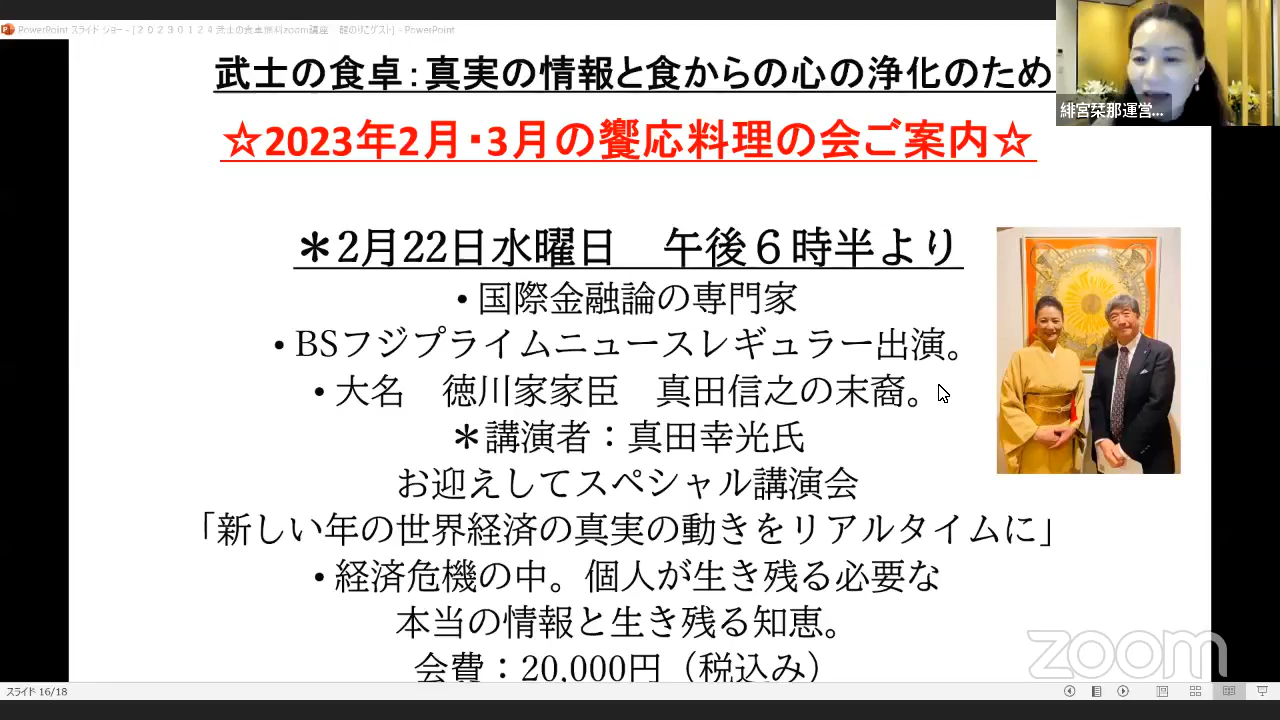 PowerPoint スライド ショー - [２０２３０１２４ 武士の食卓無料zoom講座　館のりこゲスト] - PowerPoint
武士の食卓：真実の情報と食からの心の浄化のため
緋宮栞那運営...
☆2023年2月・3月の饗応料理の会ご案内☆
＊2月22日水曜日　午後６時半より
・国際金融論の専門家
・BSフジプライムニュースレギュラー出演。
・大名　徳川家家臣　真田信之の末裔。
＊講演者：真田幸光氏
お迎えしてスペシャル講演会
「新しい年の世界経済の真実の動きをリアルタイムに」
・経済危機の中。個人が生き残る必要な
本当の情報と生き残る知恵。
会費：20,000円（税込み）
zoom
スライド 16/18